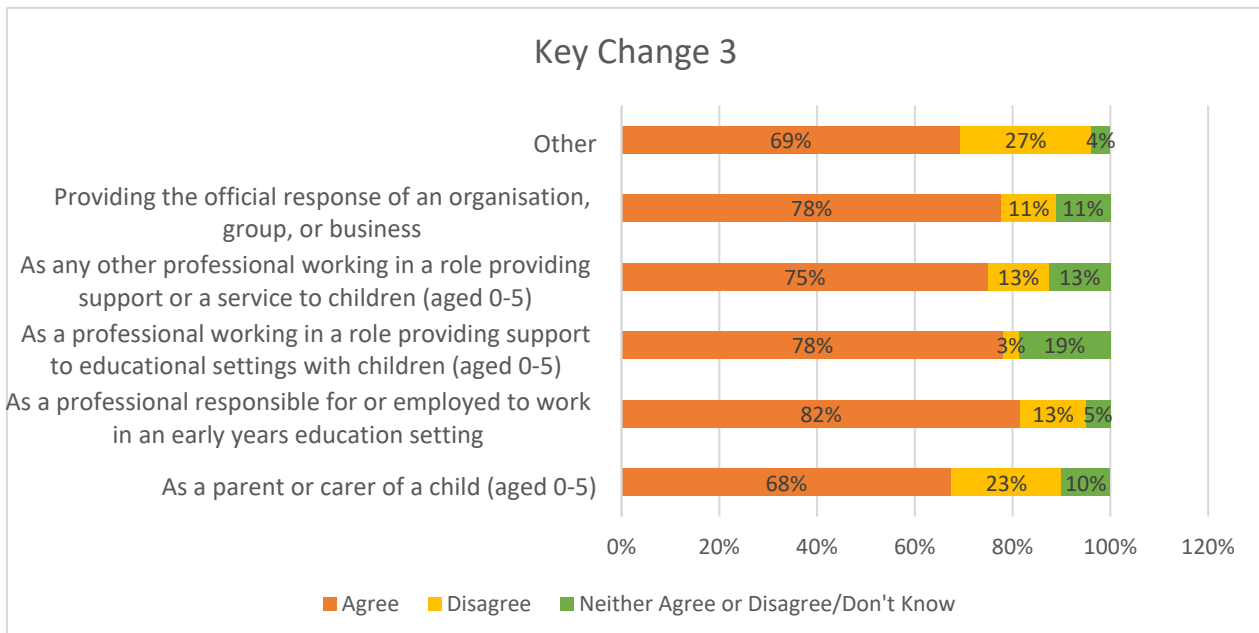 Key Change 3
Other
69% 27% 4%
Providing the official response of an organisation,
group, or business
78% 11% 11%
As any other professional working in a role providing
support or a service to children (aged 0-5)
75% 13% 13%
As a professional working in a role providing support
to educational settings with children (aged 0-5)
78% 3% 19%
As a professional responsible for or employed to work
in an early years education setting
82% 13% 5%
As a parent or carer of a child (aged 0-5)
68% 23% 10%
0% 20% 40% 60% 80% 100% 120%
Agree Disagree Neither Agree or Disagree/Don't Know